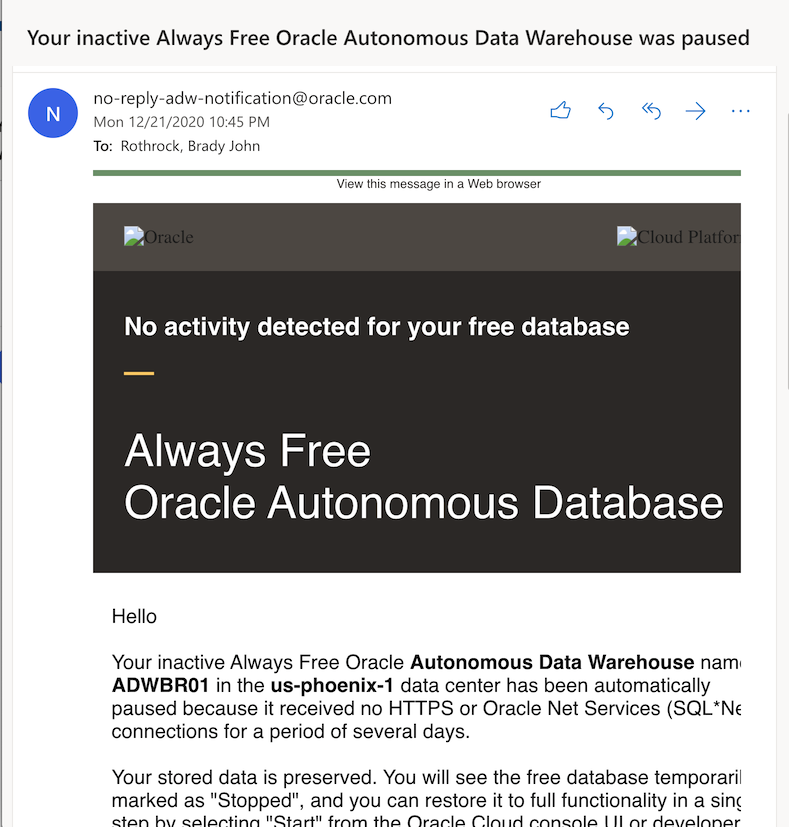 Your inactive Always Free Oracle Autonomous Data Warehouse was paused
N
no-reply-adw-notification@oracle.com
Mon 12/21/2020 10:45 PM
To: Rothrock, Brady John
View this message in a Web browser
Oracle
Cloud Platfor
No activity detected for your free database
Always Free
Oracle Autonomous Database
Hello
Your inactive Always Free Oracle Autonomous Data Warehouse nam
ADWBR01 in the us-phoenix-1 data center has been automatically
paused because it received no HTTPS or Oracle Net Services (SQL*Ne
connections for a period of several days.
Your stored data is preserved. You will see the free database temporaril
marked as "Stopped", and you can restore it to full functionality in a sing
step by selecting "Start" from the Oracle Cloud console UI or developer